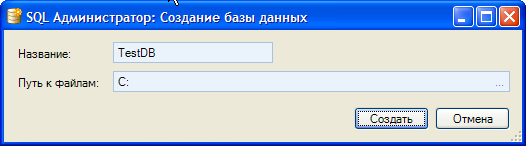 SQL Администратор: Создание базы данных
Название: TestDB
Путь к файлам: C: ...
Создать Отмена